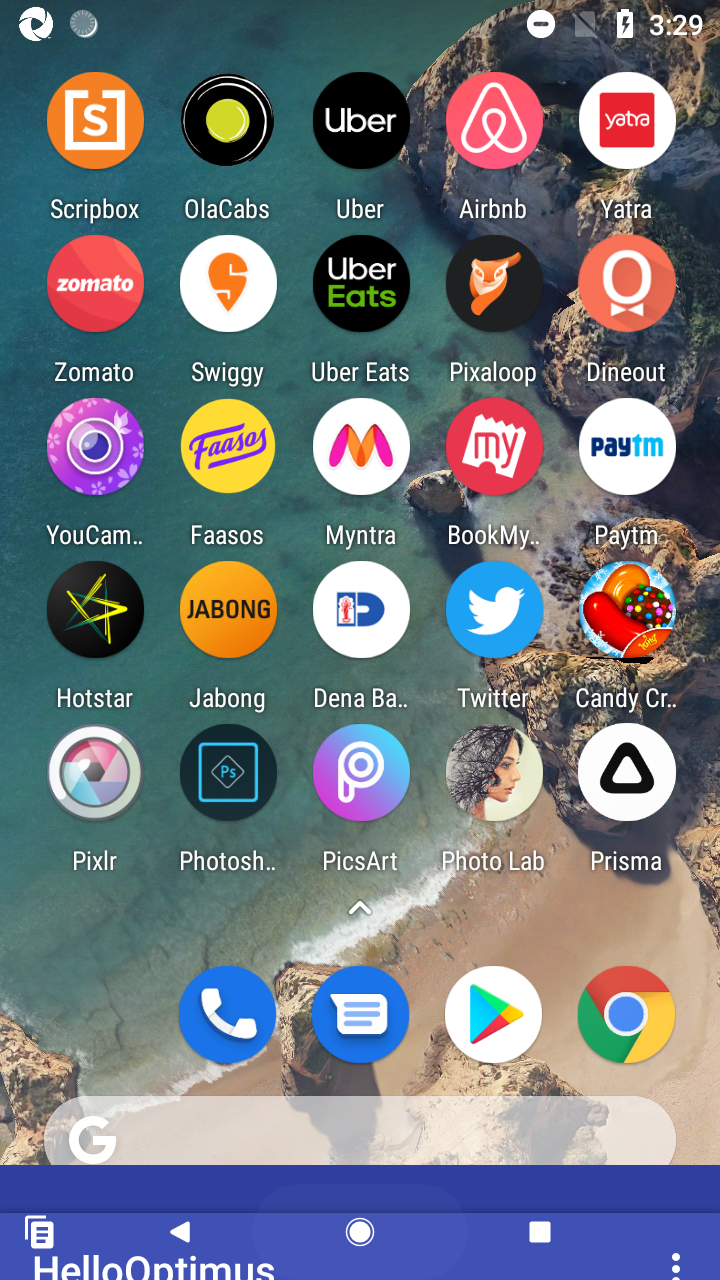 3:29
S
Uber
yatra
Scripbox OlaCabs Uber Airbnb Yatra
zomato
Uber Eats
Zomato Swiggy Uber Eats Pixaloop Dineout
Faasos
my
paytm
YouCam.. Faasos Myntra BookMy.. Paytm
JABONG
D
King
Hotstar Jabong Dena Ba.. Twitter Candy Cr..
Ps
Pixlr Photosh.. PicsArt Photo Lab Prisma
G
HelloOptimus